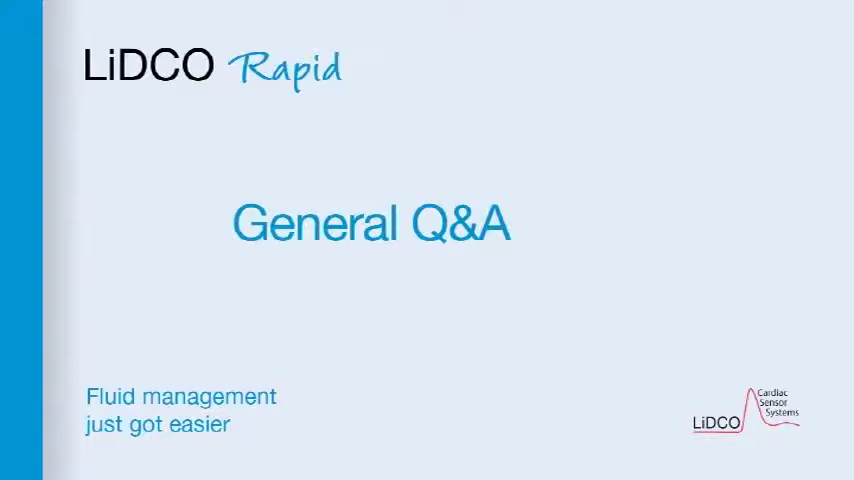 LiDCO Rapid
General Q&A
Fluid management
just got easier
LiDCO
Cardiac
Sensor
Systems